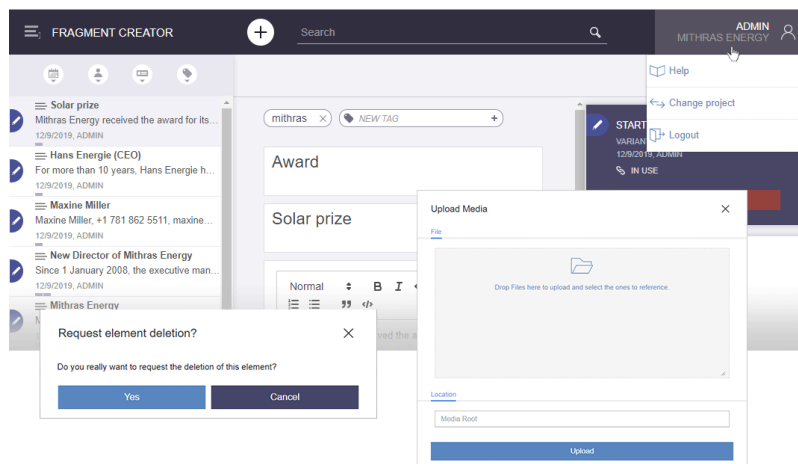 FRAGMENT CREATOR
Search
ADMIN
MITHRAS ENERGY
Help
Change project
Logout
Solar prize
Mithras Energy received the award for its...
12/9/2019, ADMIN
Hans Energie (CEO)
For more than 10 years, Hans Energie h...
12/9/2019, ADMIN
Maxine Miller
Maxine Miller, +1 781 862 5511, maxine...
12/9/2019, ADMIN
New Director of Mithras Energy
Since 1 January 2008, the executive man...
12/9/2019, ADMIN
Mithras Energy
mithras
NEW TAG
Award
Solar prize
Normal
B I
ved the a
START
VARIAN
12/9/2019, ADMIN
IN USE
Request element deletion?
Do you really want to request the deletion of this element?
Yes
Cancel
Upload Media
File
Drop Files here to upload and select the ones to reference.
Location
Media Root
Upload